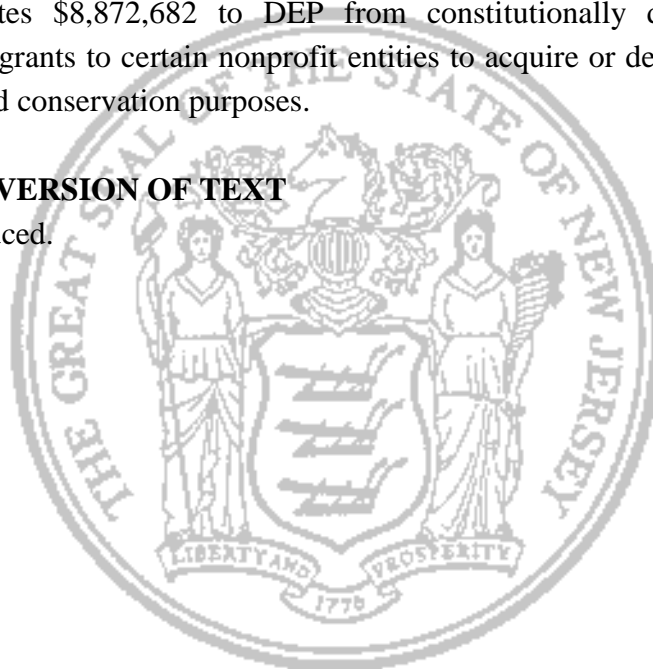 tes $8,872,682 to DEP from constitutionally
grants to certain nonprofit entities to acquire or
d conservation purposes.
VERSION OF TEXT
ced.
THE GREAT SEAL OF THE STATE OF NEW JERSEY
LIBERTY AND PROSPERITY
1776